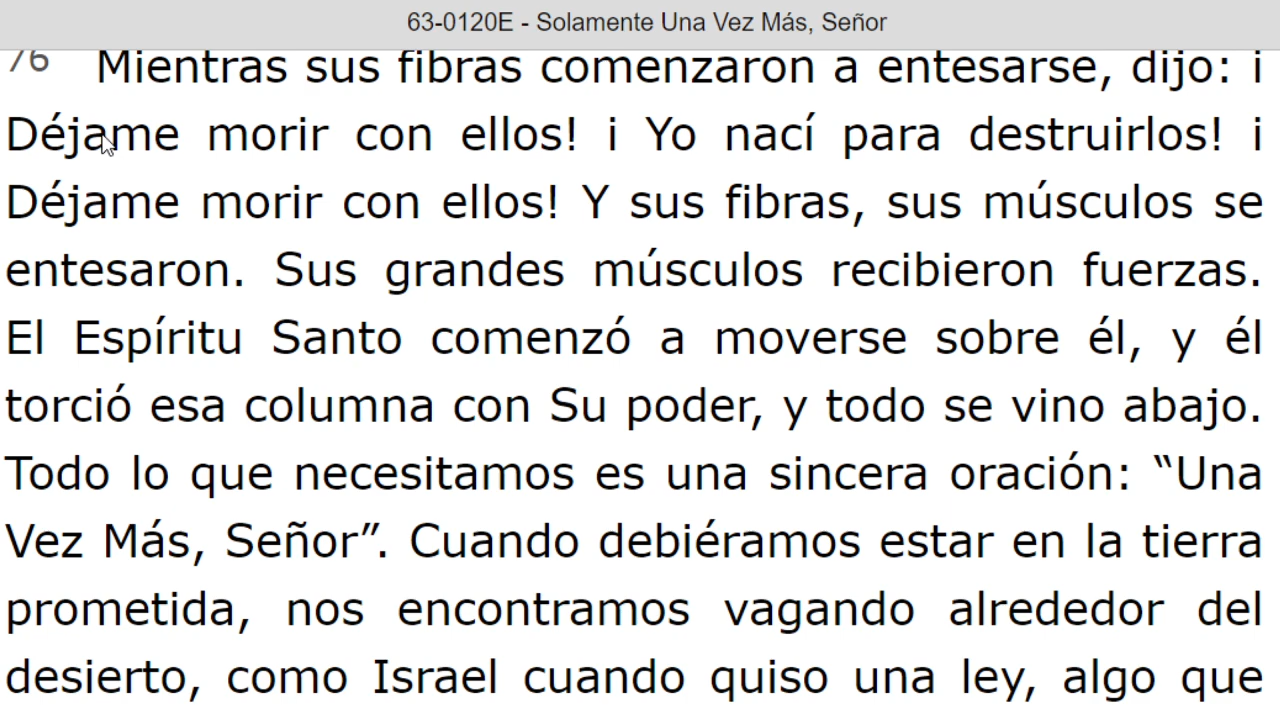 63-0120E - Solamente Una Vez Más, Señor
76 Mientras sus fibras comenzaron a entesarse, dijo: i
Déjame morir con ellos! i Yo nací para destruirlos! i
Déjame morir con ellos! Y sus fibras, sus músculos se
entesaron. Sus grandes músculos recibieron fuerzas.
El Espíritu Santo comenzó a moverse sobre él, y él
torció esa columna con Su poder, y todo se vino abajo.
Todo lo que necesitamos es una sincera oración: “Una
Vez Más, Señor”. Cuando debiéramos estar en la tierra
prometida, nos encontramos vagando alrededor del
desierto, como Israel cuando quiso una ley, algo que